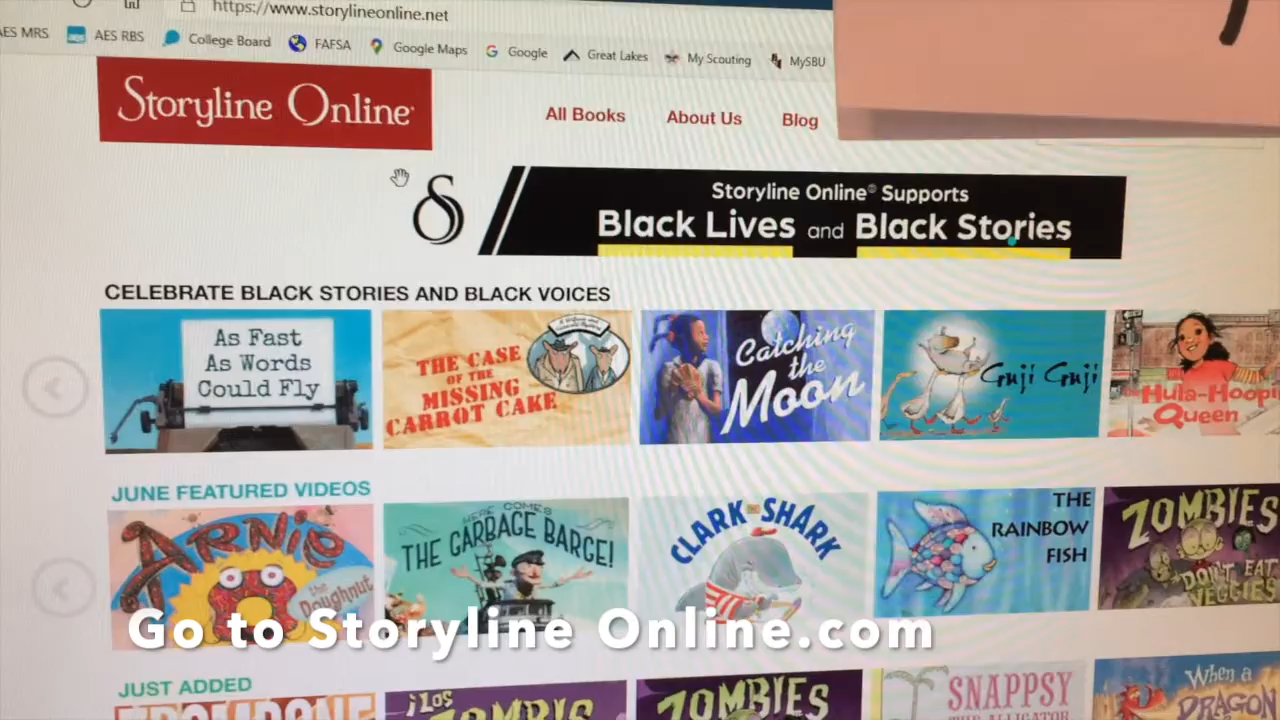 https://www.storylineonline.net
AES MRS
AES RBS
College Board
FAFSA
Google Maps
Google
Great Lakes
My Scouting
MySBU
Storyline Online
All Books
About Us
Blog
Storyline Online® Supports
Black Lives and Black Stories
CELEBRATE BLACK STORIES AND BLACK VOICES
As Fast
As Words
Could Fly
THE CASE
OF THE
MISSING
CARROT CAKE
Catching
the
Moon
Guji Guji
Hula-Hoopi
Queen
JUNE FEATURED VIDEOS
ARNIE
the
Doughnut
HERE COMES
THE GARBAGE BARGE!
CLARK THE SHARK
THE
RAINBOW
FISH
ZOMBIES
DON'T EAT
VEGGIES
Go to Storyline Online.com
JUST ADDED
¡Los
ZOMBIES
SNAPPSY
THE ALLIGATOR
When a
DRAGON